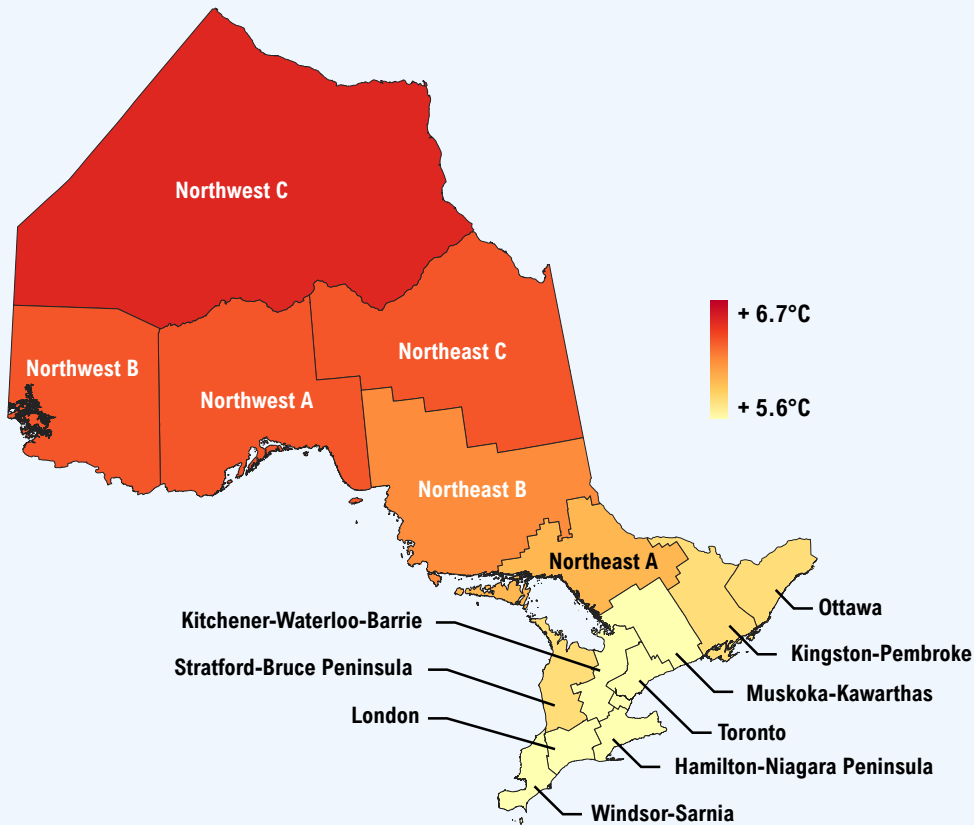 Northwest C
+ 6.7°C
Northeast C
Northwest B
Northwest A
+ 5.6°C
Northeast B
Northeast A
Ottawa
Kitchener-Waterloo-Barrie
Kingston-Pembroke
Stratford-Bruce Peninsula
Muskoka-Kawarthas
London
Toronto
Hamilton-Niagara Peninsula
Windsor-Sarnia